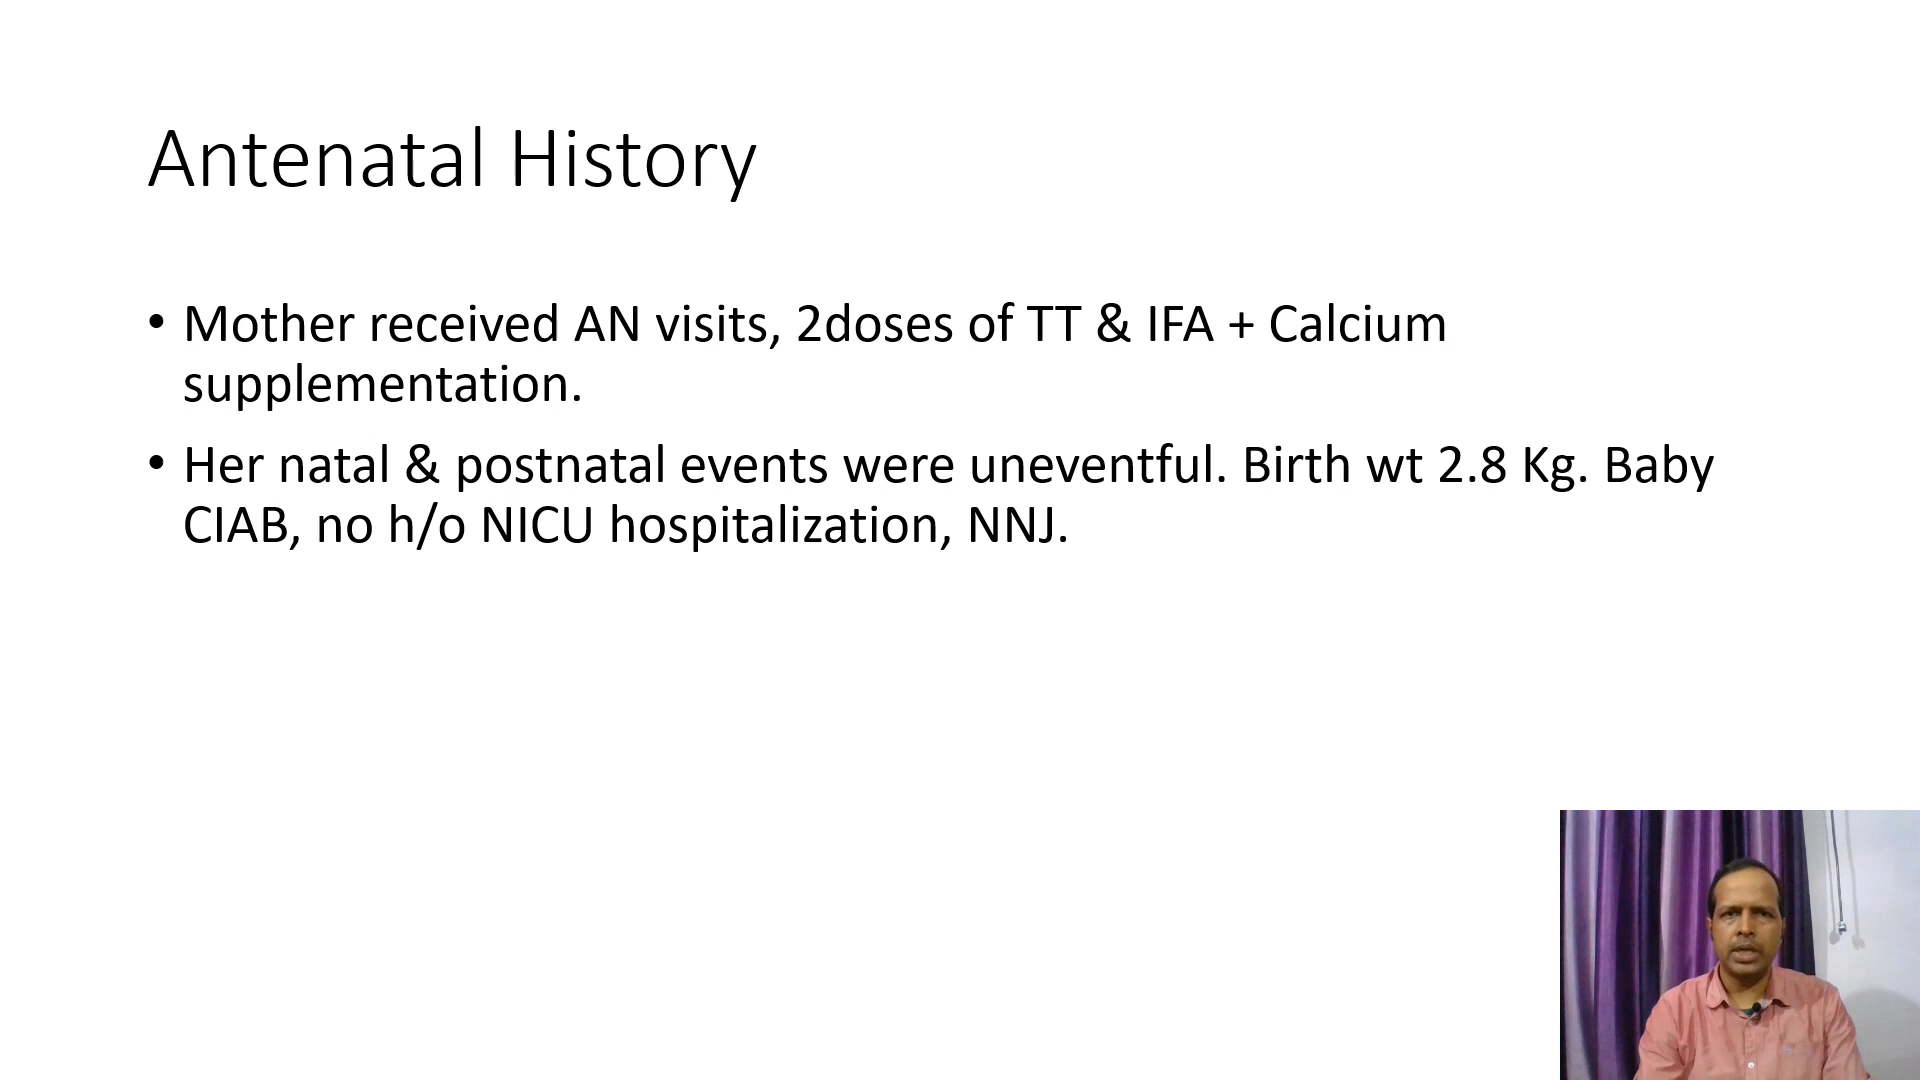 Antenatal History
• Mother received AN visits, 2doses of TT & IFA + Calcium
supplementation.
• Her natal & postnatal events were uneventful. Birth wt 2.8 Kg. Baby
CIAB, no h/o NICU hospitalization, NNJ.